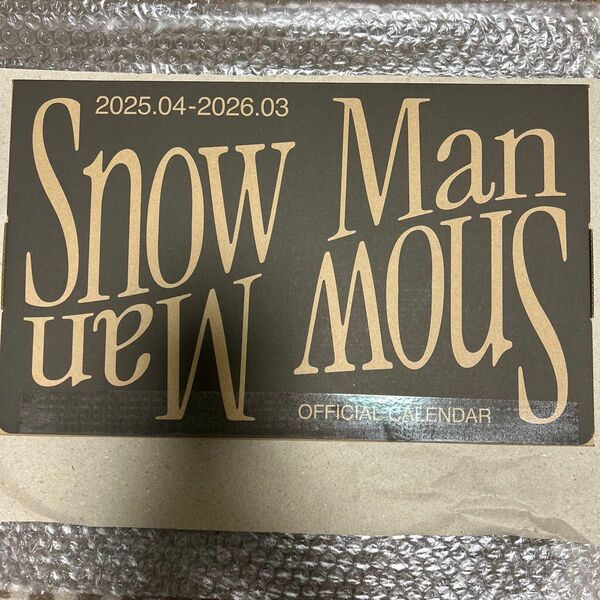 2025.04-2026.03
Snow Man
Snow Man
OFFICIAL CALENDAR